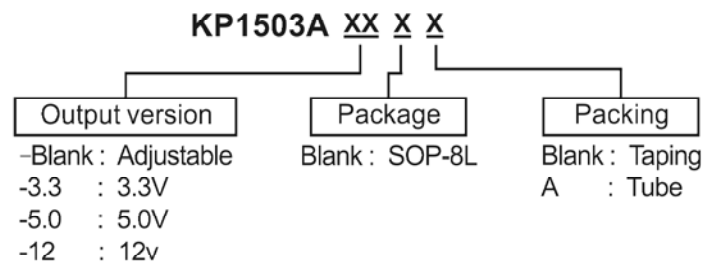 KP1503A XX X X
Output version Package Packing
-Blank : Adjustable Blank : SOP-8L Blank : Taping
-3.3 : 3.3V A : Tube
-5.0 : 5.0V
-12 : 12v